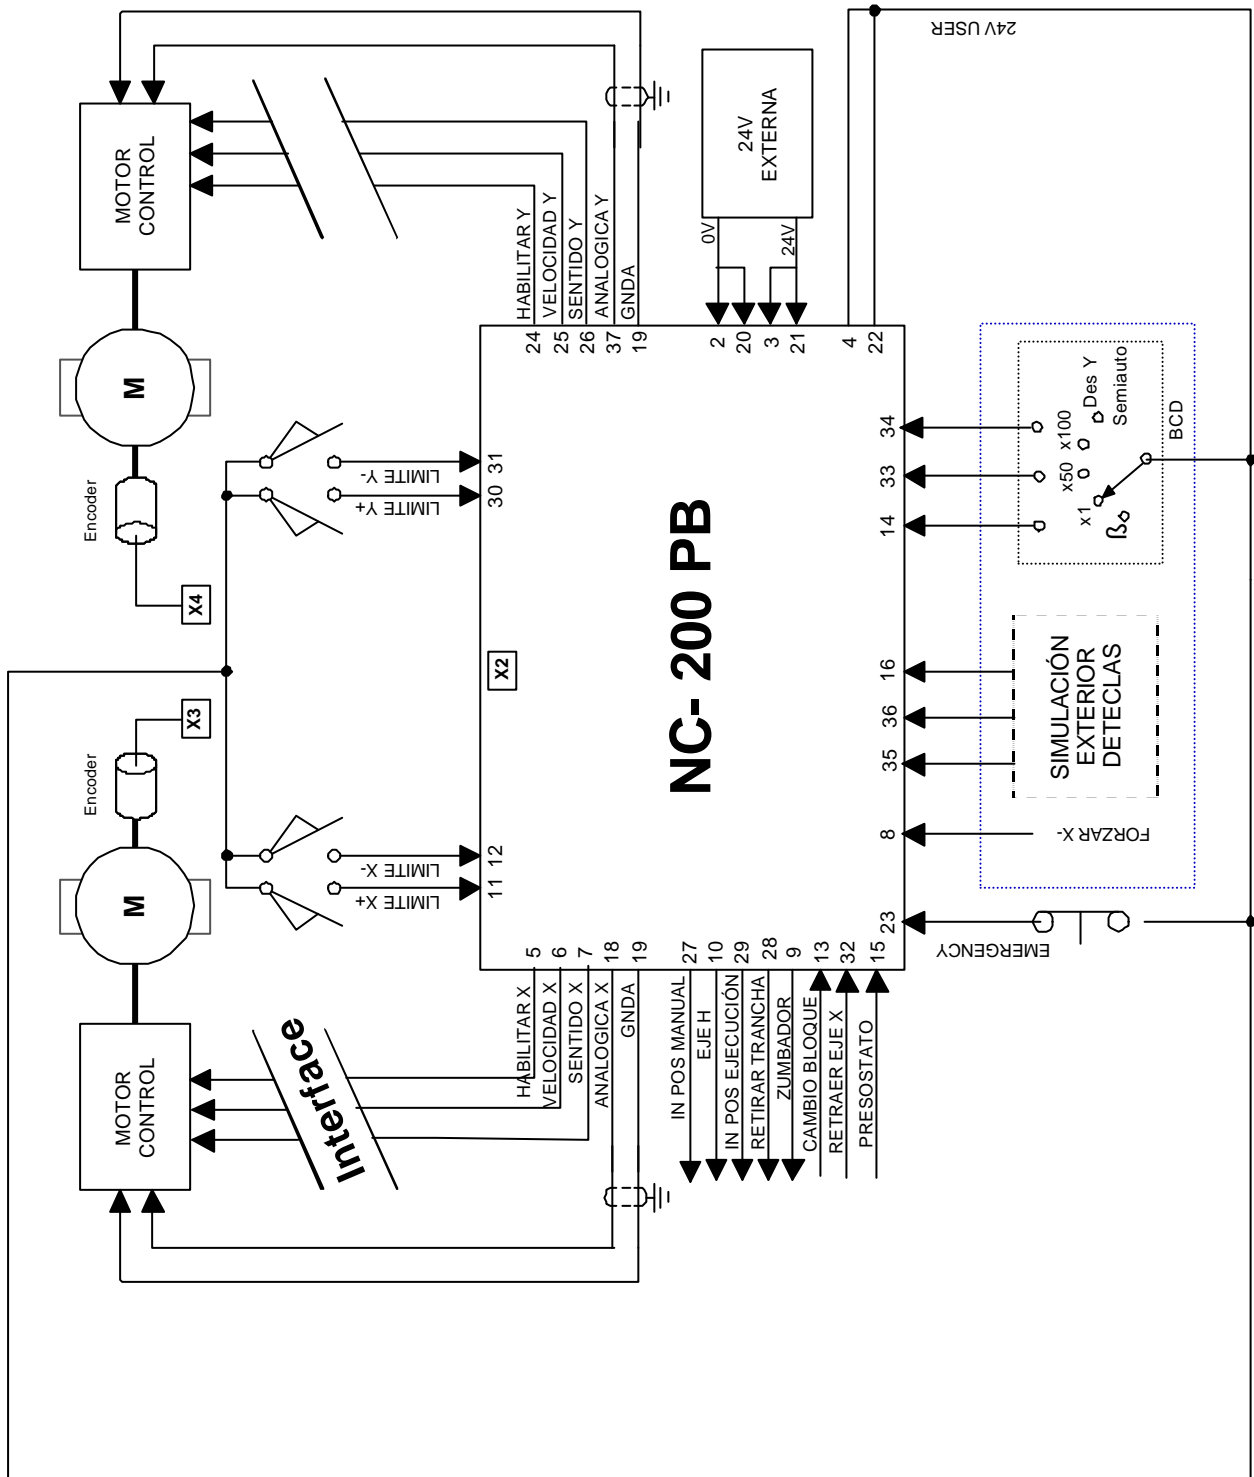 24V USER
MOTOR
CONTROL
M
Encoder
X4
24V
EXTERNA
0V
24V
HABILITAR Y
VELOCIDAD Y
SENTIDO Y
ANALOGICA Y
GNDA
24
25
26
37
19
2
20
3
21
4
22
LIMITE Y-
LIMITE Y+
31
30
34
33
14
x1
x50
x100
Des Y
Semiauto
BCD
X2
NC- 200 PB
X3
Encoder
M
MOTOR
CONTROL
Interface
LIMITE X-
LIMITE X+
12
11
16
36
35
8
23
SIMULACIÓN
EXTERIOR
DETECLAS
FORZAR X-
EMERGENCY
5
6
7
18
19
27
10
29
28
9
13
32
15
HABILITAR X
VELOCIDAD X
SENTIDO X
ANALOGICA X
GNDA
IN POS MANUAL
EJE H
IN POS EJECUCIÓN
RETIRAR TRANCHA
ZUMBADOR
CAMBIO BLOQUE
RETRAER EJE X
PRESOSTATO